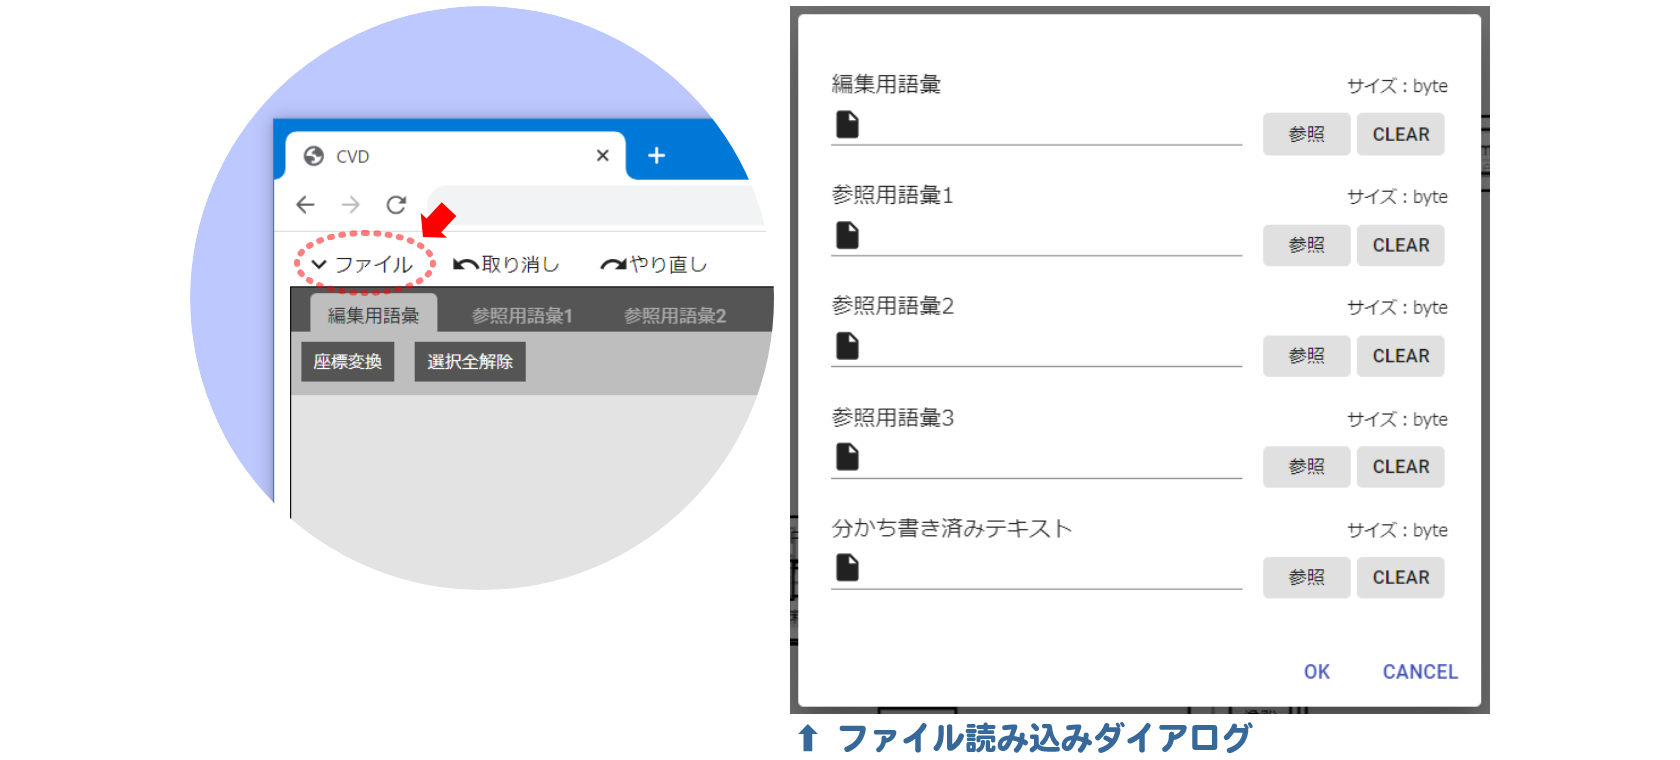 CVD
ファイル
取り消し
やり直し
編集用語彙
参照用語彙1
参照用語彙2
座標変換
選択全解除
編集用語彙
サイズ : byte
参照
CLEAR
参照用語彙1
サイズ : byte
参照
CLEAR
参照用語彙2
サイズ : byte
参照
CLEAR
参照用語彙3
サイズ : byte
参照
CLEAR
分かち書き済みテキスト
サイズ : byte
参照
CLEAR
OK
CANCEL
⬆ ファイル読み込みダイアログ